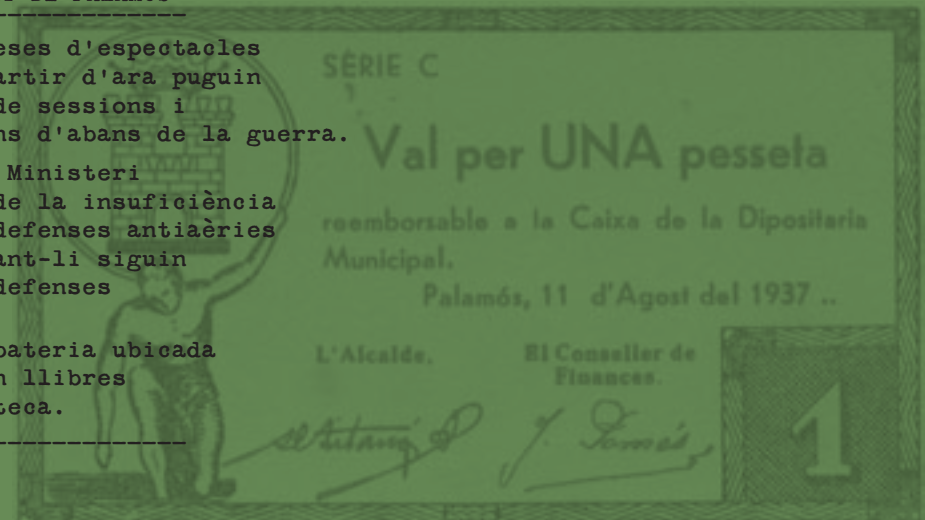 eses d'espectacles
artir d'ara puguin
de sessions i
ns d'abans de la guerra.
Ministeri
de la insuficiència
defenses antiaèries
ant-li siguin
defenses
bateria ubicada
n llibres
teca.
SÈRIE C
Val per UNA pesseta
reemborsable a la Caixa de la Dipositaria
Municipal.
Palamós, 11 d'Agost del 1937 ..
L'Alcalde,
El Conseller de
Finances.
J. Tomás
1